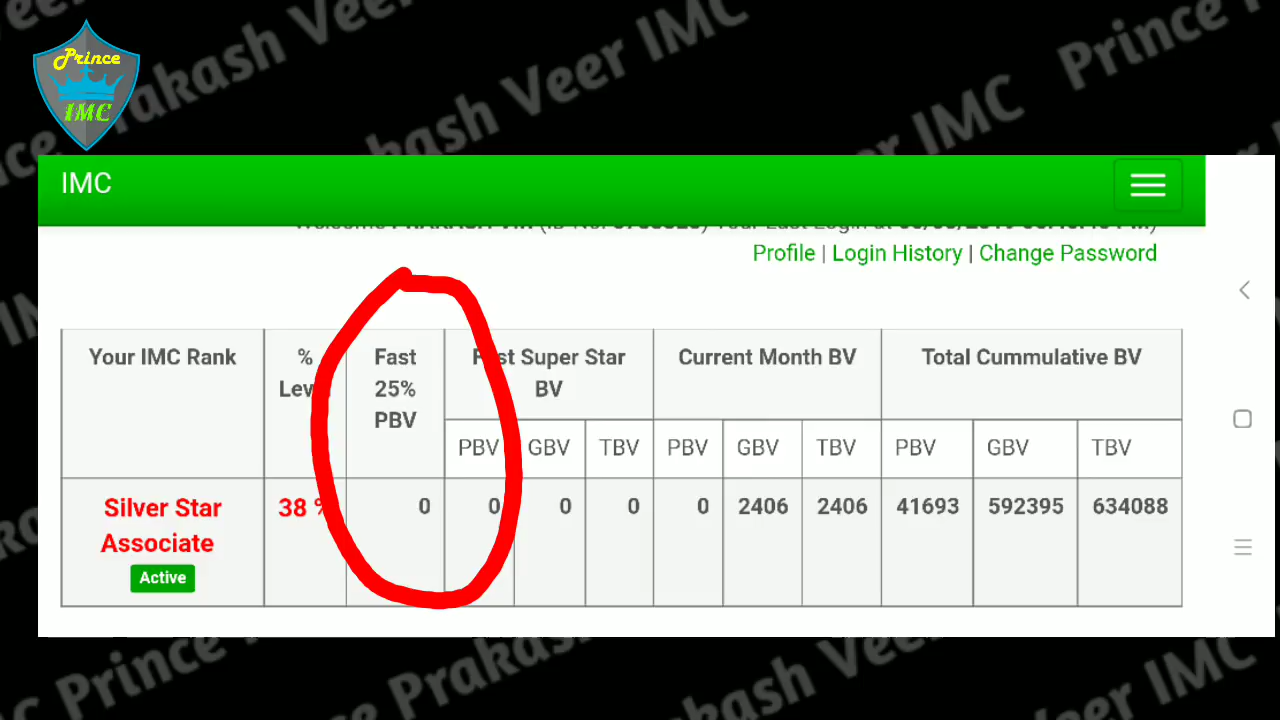 Prince
IMC
Prince Prakash Veer IMC
IMC
Profile | Login History | Change Password
Your IMC Rank
%
Fast
25%
PBV
Fast Super Star
BV
Current Month BV
Total Cummulative BV
PBV GBV TBV PBV GBV TBV PBV GBV TBV
Silver Star
Associate
Active
38 % 0 0 0 0 0 2406 2406 41693 592395 634088